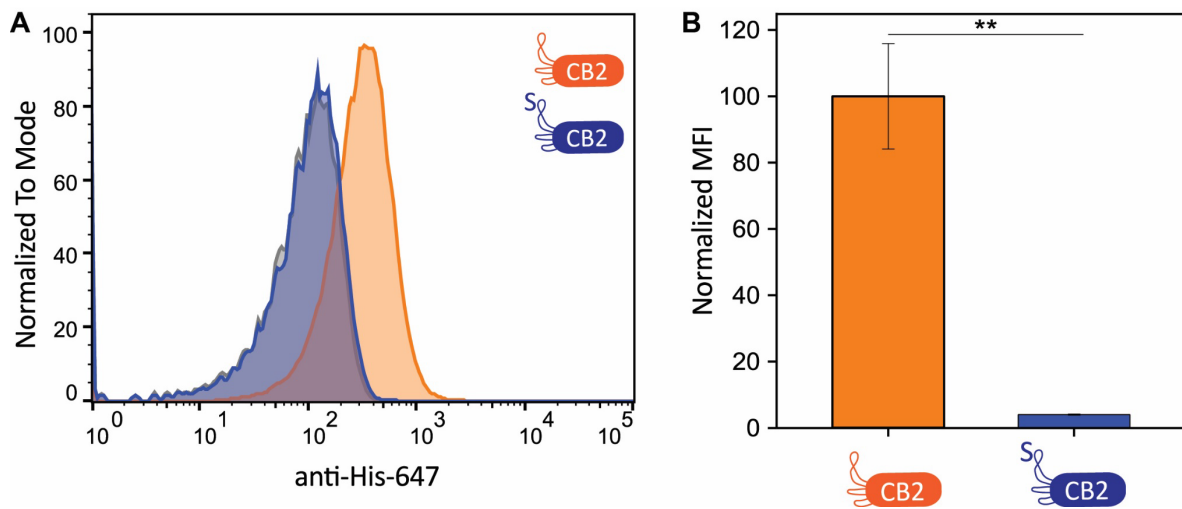 A
Normalized To Mode
100
80
60
40
20
0
10^0
10^1
10^2
10^3
10^4
10^5
anti-His-647
CB2
S
CB2
B
Normalized MFI
120
100
80
60
40
20
0
**
CB2
S
CB2